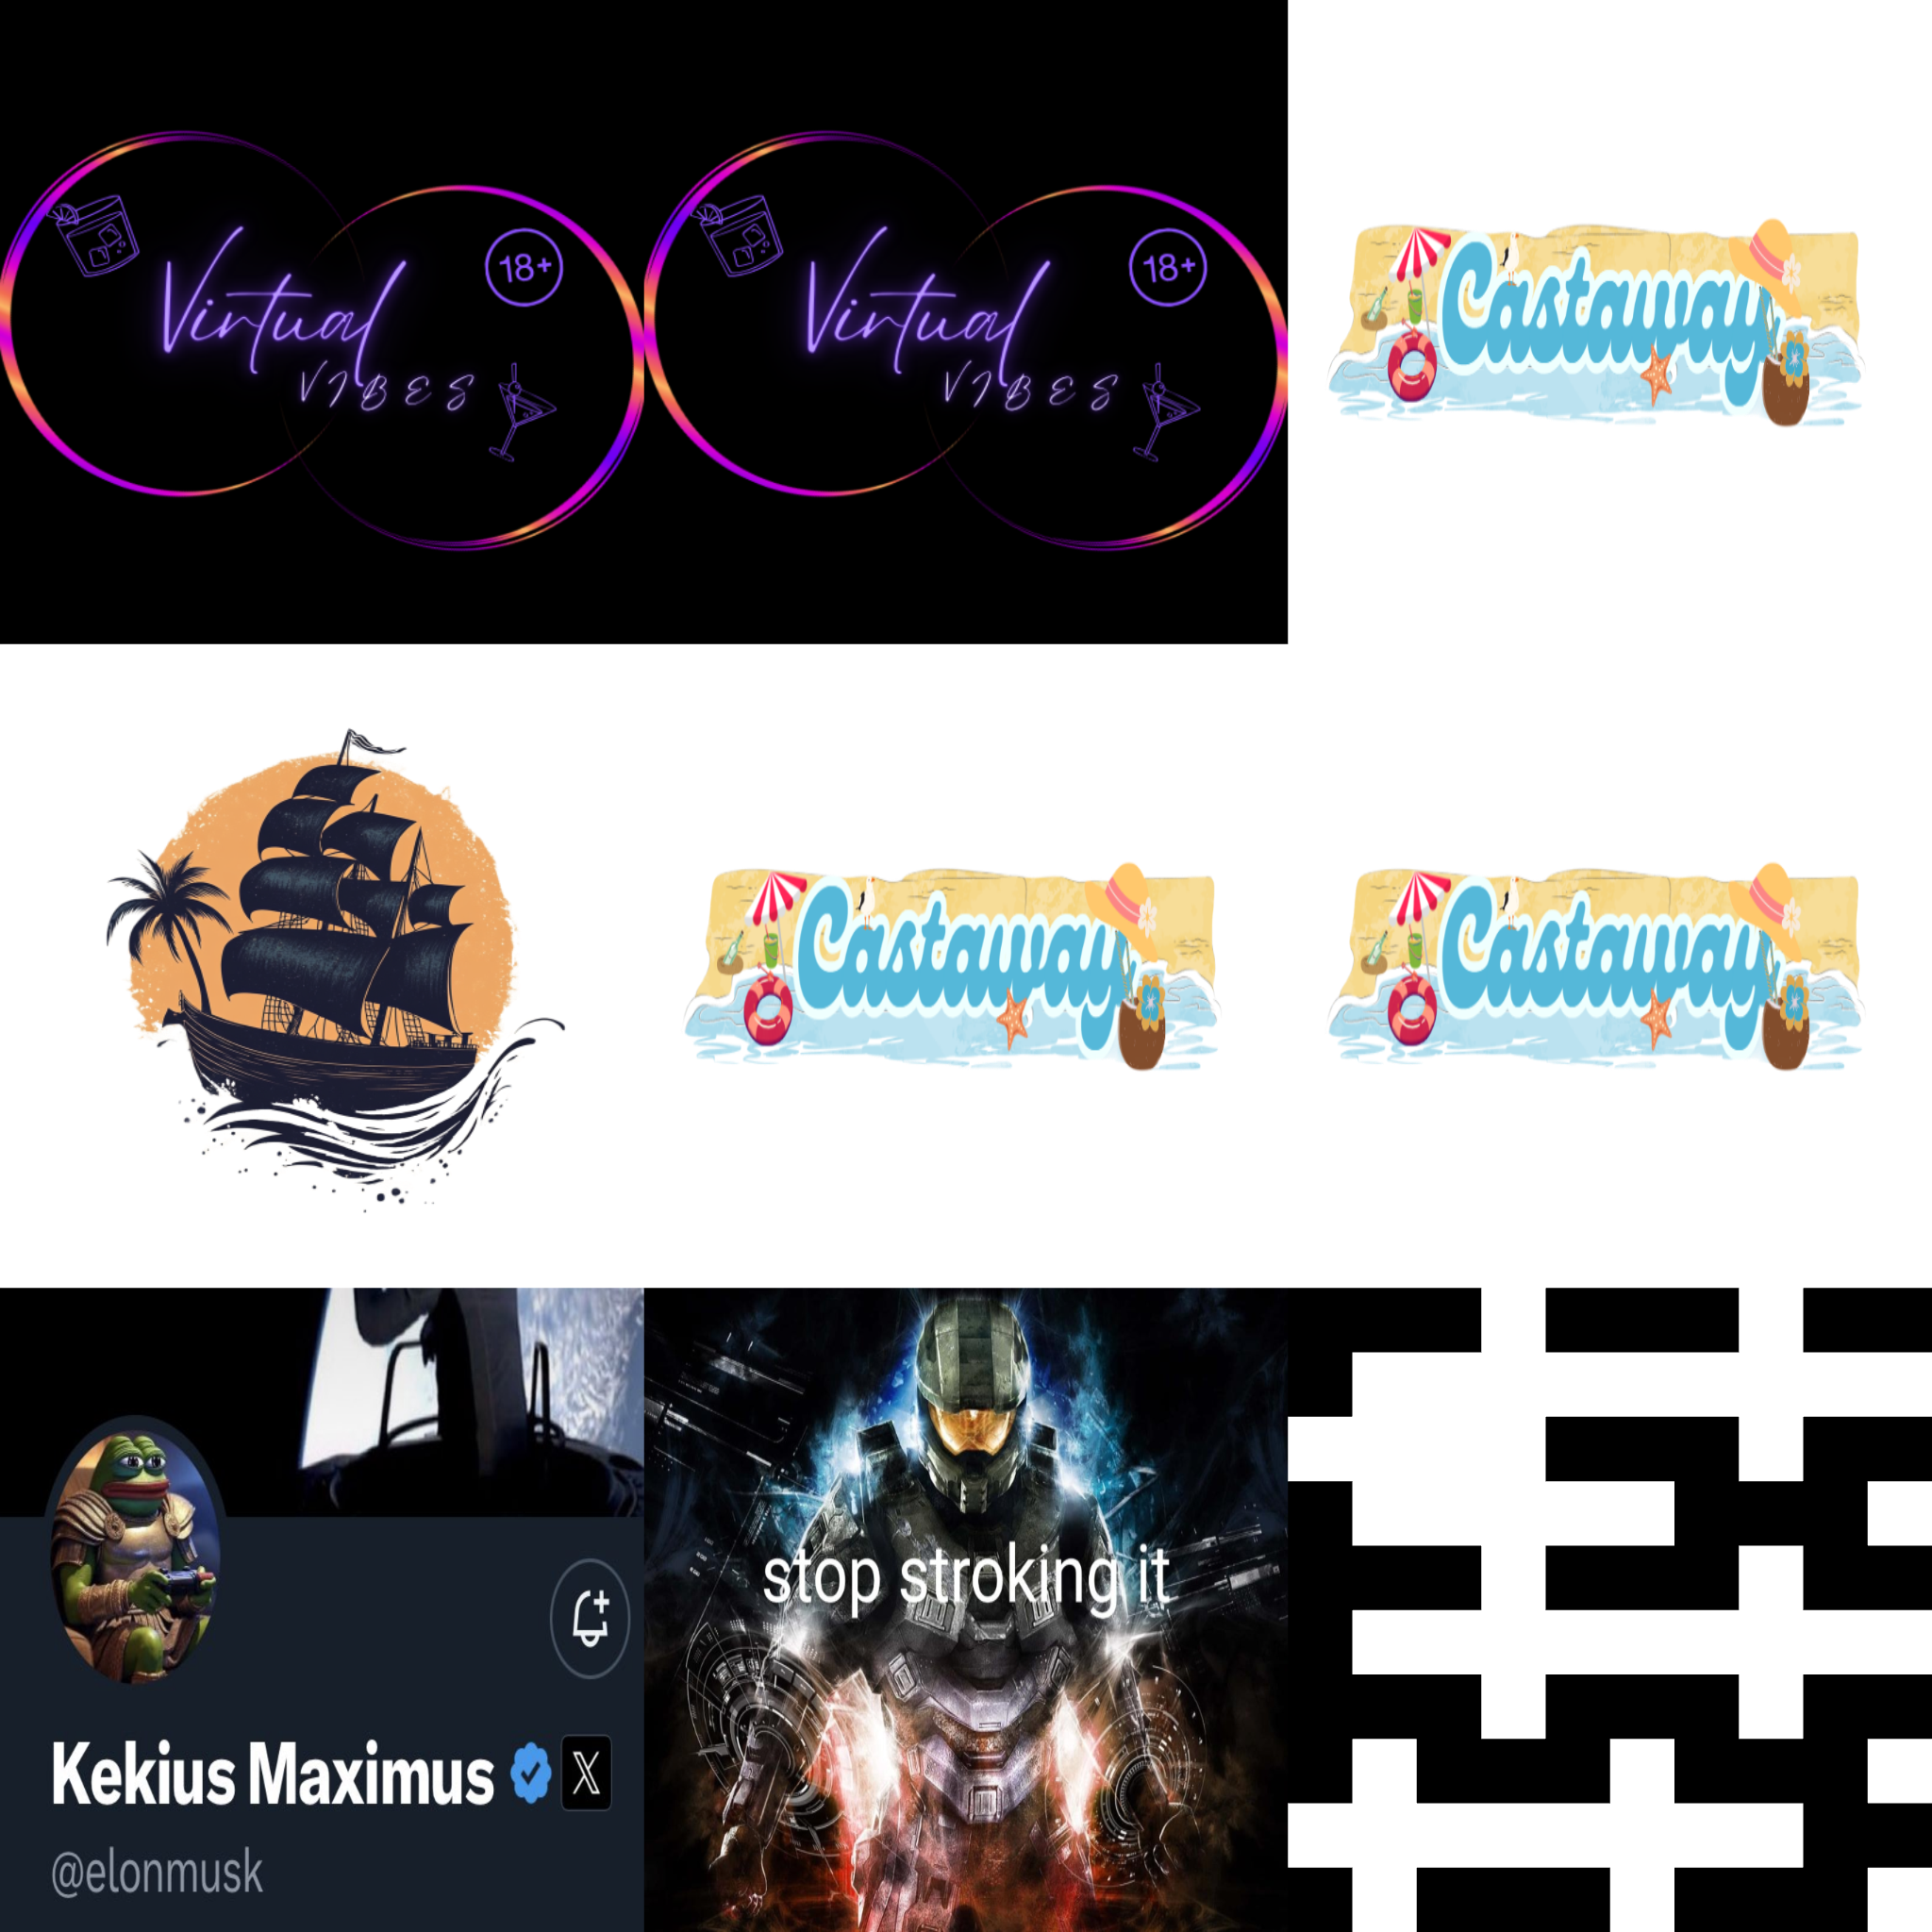 Virtual
VIBES
18+
Virtual
VIBES
18+
Castaway
Castaway
Castaway
Kekius Maximus
X
@elonmusk
stop stroking it